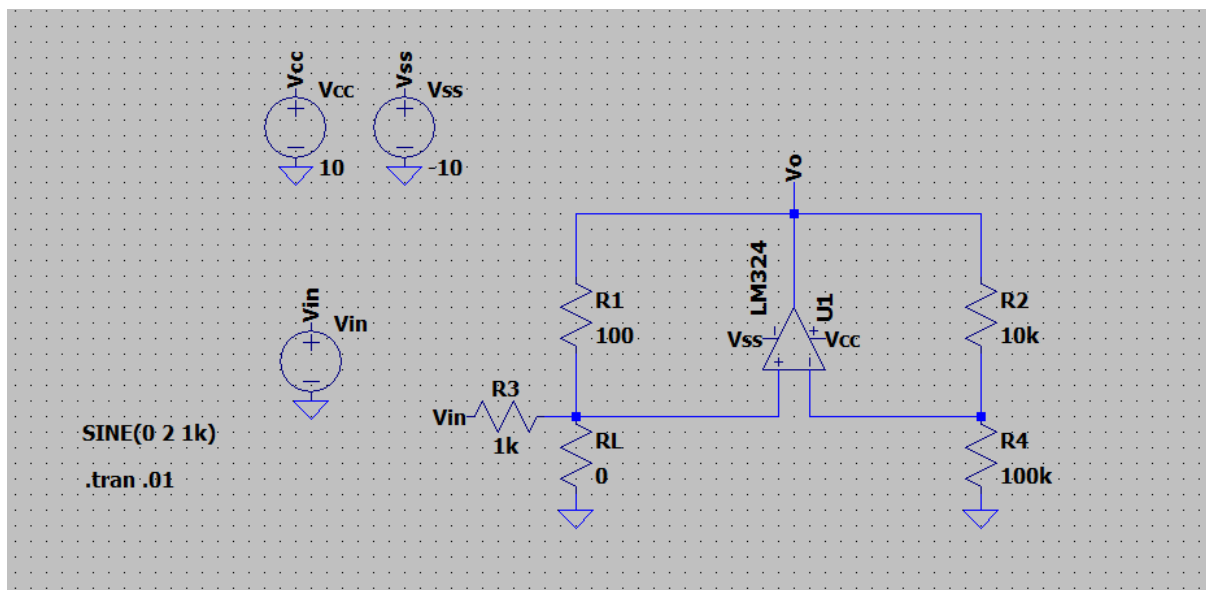 Vcc
Vcc
10
Vss
Vss
-10
Vo
LM324
U1
R1
100
R2
10k
Vss
Vcc
Vin
Vin
Vin
R3
1k
RL
0
R4
100k
SINE(0 2 1k)
.tran .01